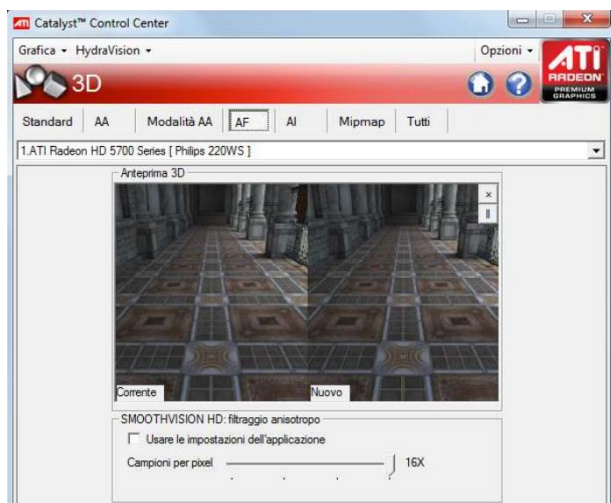 ATI Catalyst™ Control Center
Grafica HydraVision Opzioni
ATI
RADEON
PREMIUM
GRAPHICS
3D
Standard AA Modalità AA AF AI Mipmap Tutti
1.ATI Radeon HD 5700 Series [ Philips 220WS ]
Anteprima 3D
Corrente Nuovo
SMOOTHVISION HD: filtraggio anisotropo
Usare le impostazioni dell'applicazione
Campioni per pixel 16X